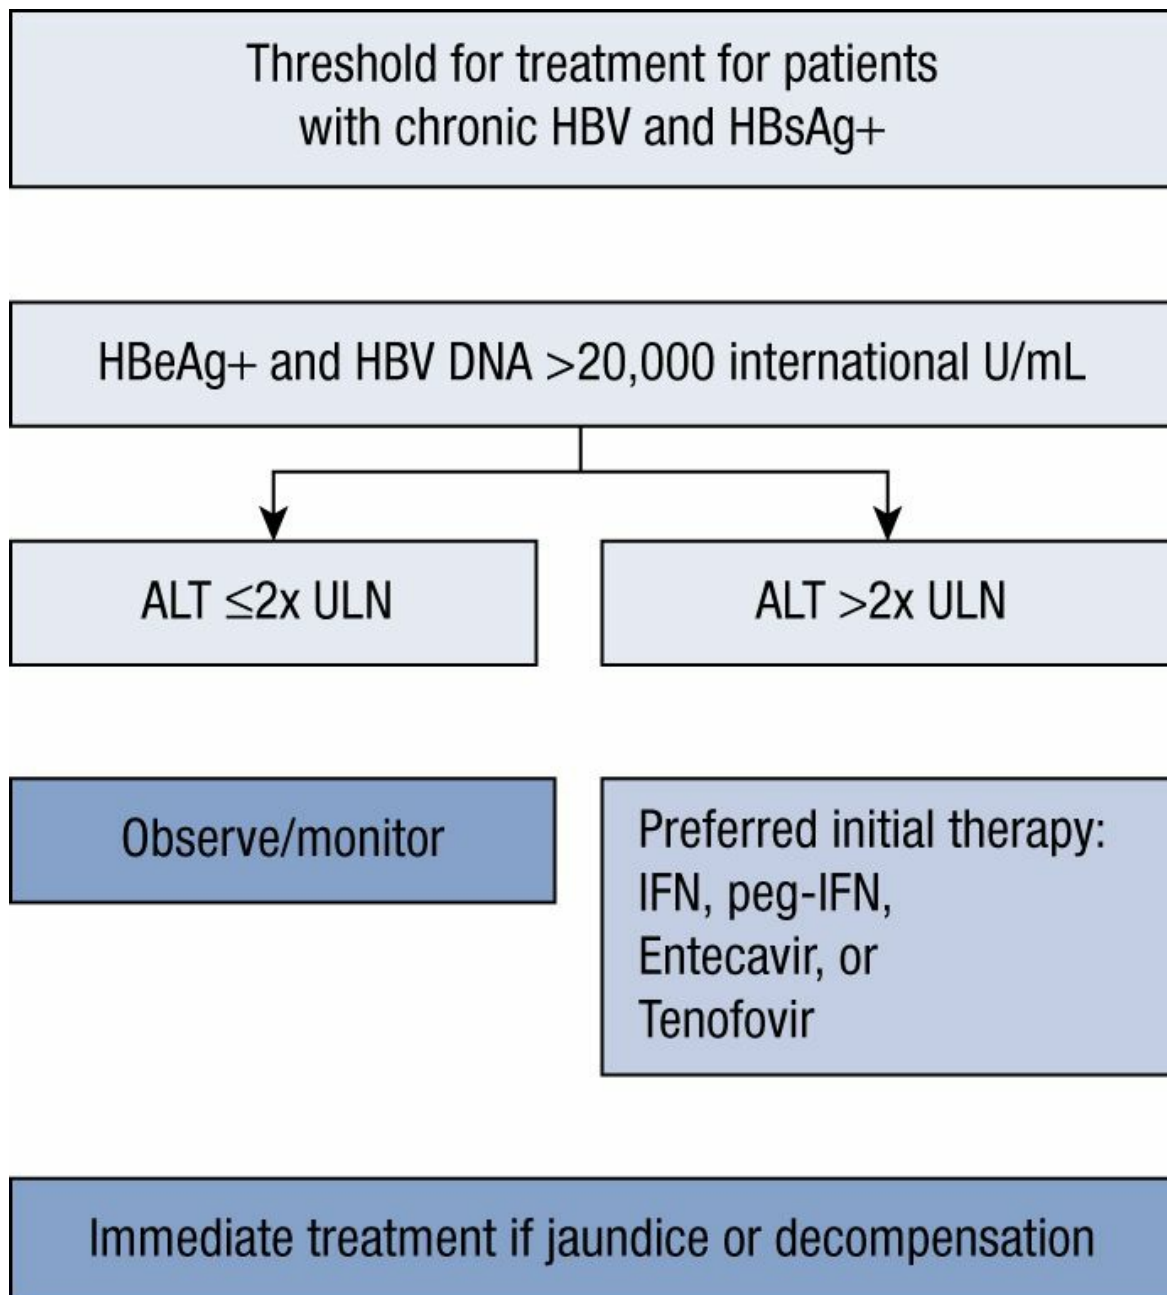 Threshold for treatment for patients
with chronic HBV and HBsAg+
HBeAg+ and HBV DNA >20,000 international U/mL
ALT ≤2x ULN
ALT >2x ULN
Observe/monitor
Preferred initial therapy:
IFN, peg-IFN,
Entecavir, or
Tenofovir
Immediate treatment if jaundice or decompensation